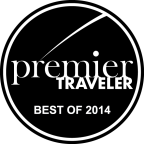 premier
TRAVELER
BEST OF 2014